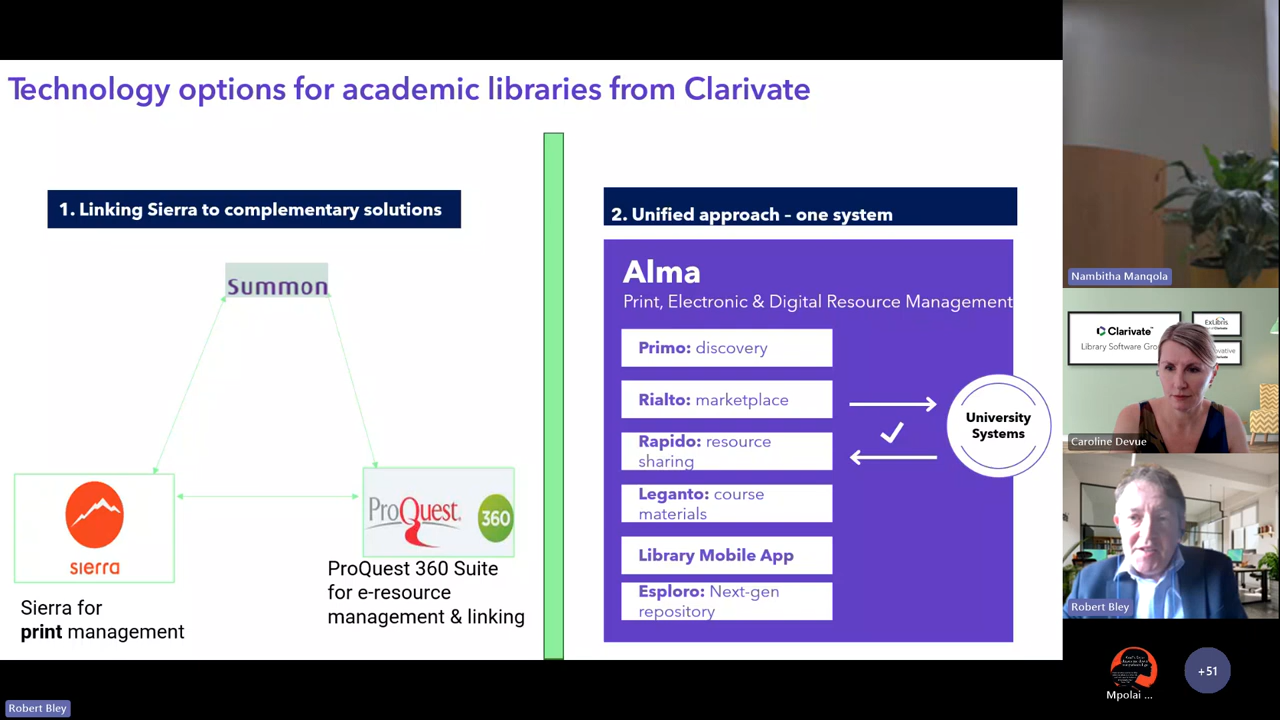 Technology options for academic libraries from Clarivate
1. Linking Sierra to complementary solutions
Summon
sierra
Sierra for
print management
ProQuest
360
ProQuest 360 Suite
for e-resource
management & linking
2. Unified approach – one system
Alma
Print, Electronic & Digital Resource Management
Primo: discovery
Rialto: marketplace
Rapido: resource
sharing
Leganto: course
materials
Library Mobile App
Esploro: Next-gen
repository
University
Systems
Nambitha Manqola
Clarivate
Library Software Gro
ExLibris
Caroline Devue
Robert Bley
Mpolai ...
+51
Robert Bley